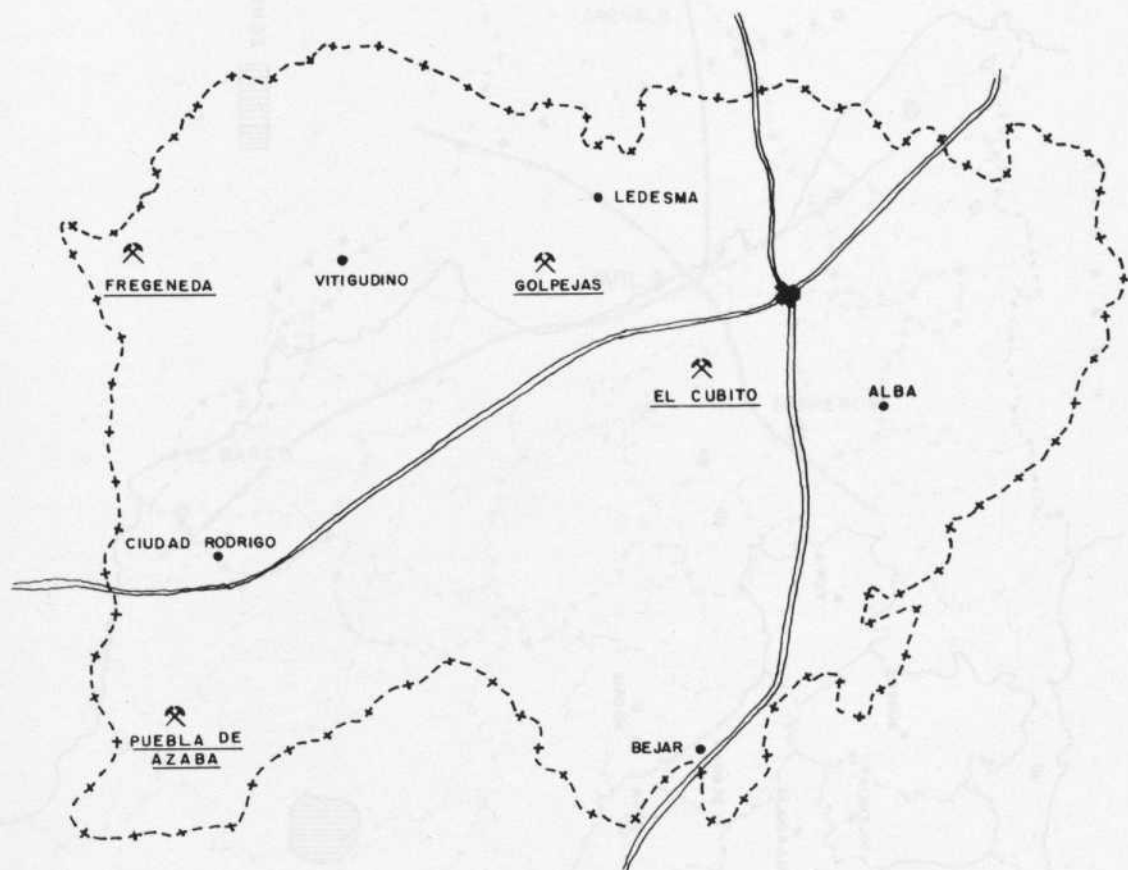 LEDESMA
FREGENEDA
VITIGUDINO
GOLPEJAS
EL CUBITO
ALBA
CIUDAD RODRIGO
PUEBLA DE
AZABA
BEJAR